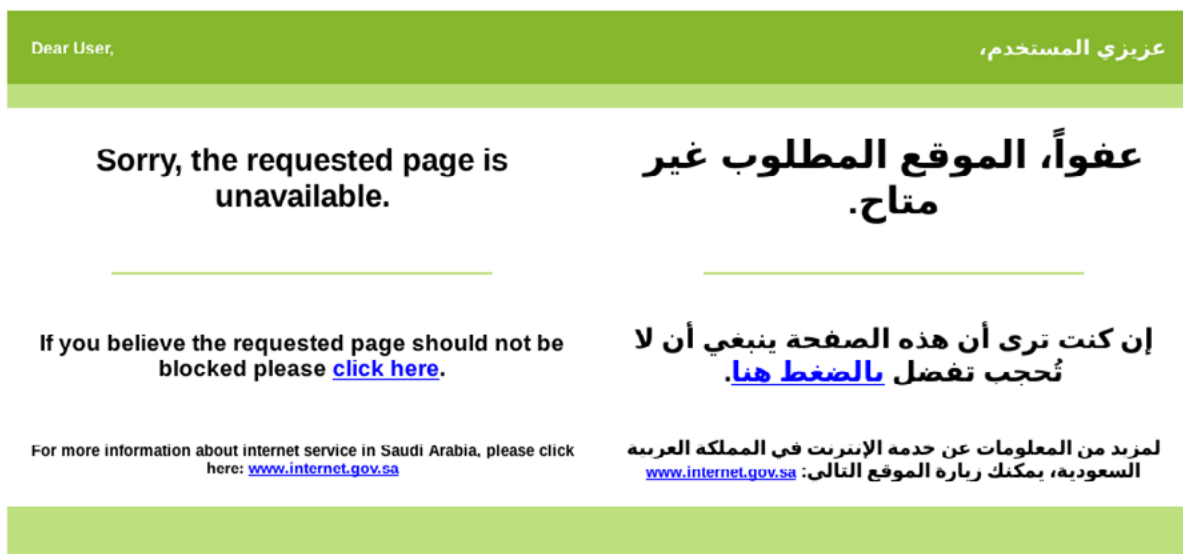 Dear User,
عزيزي المستخدم،
Sorry, the requested page is
unavailable.
عفواً، الموقع المطلوب غير
متاح.
If you believe the requested page should not be
blocked please click here.
إن كنت ترى أن هذه الصفحة ينبغي أن لا
تُحجب تفضل بالضغط هنا.
For more information about internet service in Saudi Arabia, please click
here: www.internet.gov.sa
لمزيد من المعلومات عن خدمة الإنترنت في المملكة العربية
السعودية، يمكنك زيارة الموقع التالي: www.internet.gov.sa